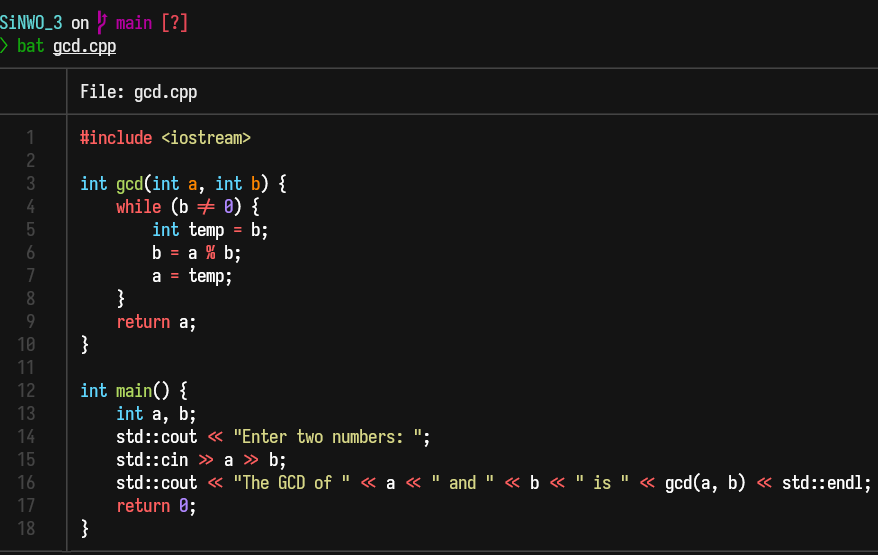 SiNWO_3 on main [?]
❯ bat gcd.cpp
File: gcd.cpp
1 #include <iostream>
2
3 int gcd(int a, int b) {
4     while (b != 0) {
5         int temp = b;
6         b = a % b;
7         a = temp;
8     }
9     return a;
10 }
11
12 int main() {
13     int a, b;
14     std::cout << "Enter two numbers: ";
15     std::cin >> a >> b;
16     std::cout << "The GCD of " << a << " and " << b << " is " << gcd(a, b) << std::endl;
17     return 0;
18 }